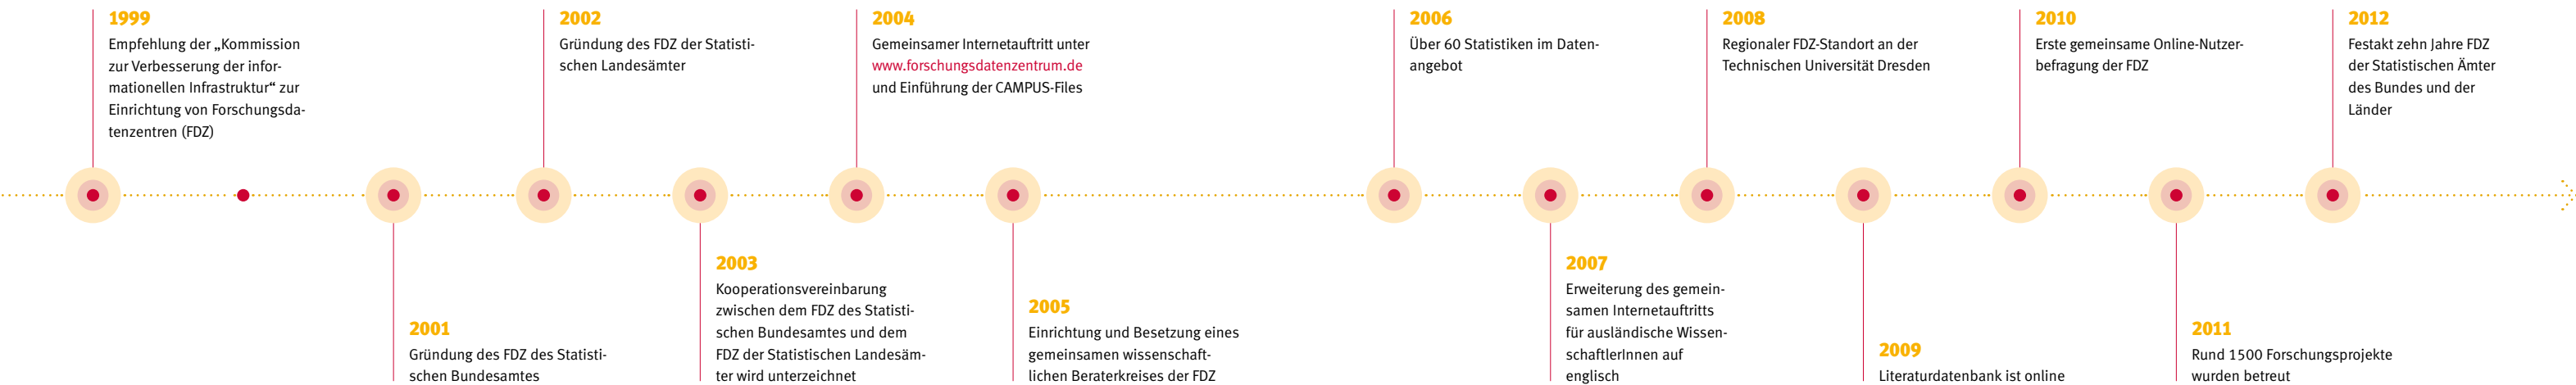 1999
Empfehlung der „Kommission
zur Verbesserung der infor-
mationellen Infrastruktur“ zur
Einrichtung von Forschungsda-
tenzentren (FDZ)
2001
Gründung des FDZ des Statisti-
schen Bundesamtes
2002
Gründung des FDZ der Statisti-
schen Landesämter
2003
Kooperationsvereinbarung
zwischen dem FDZ des Statisti-
schen Bundesamtes und dem
FDZ der Statistischen Landesäm-
ter wird unterzeichnet
2004
Gemeinsamer Internetauftritt unter
www.forschungsdatenzentrum.de
und Einführung der CAMPUS-Files
2005
Einrichtung und Besetzung eines
gemeinsamen wissenschaft-
lichen Beraterkreises der FDZ
2006
Über 60 Statistiken im Daten-
angebot
2007
Erweiterung des gemein-
samen Internetauftritts
für ausländische Wissen-
schaftlerInnen auf
englisch
2008
Regionaler FDZ-Standort an der
Technischen Universität Dresden
2009
Literaturdatenbank ist online
2010
Erste gemeinsame Online-Nutzer-
befragung der FDZ
2011
Rund 1500 Forschungsprojekte
wurden betreut
2012
Festakt zehn Jahre FDZ
der Statistischen Ämter
des Bundes und der
Länder